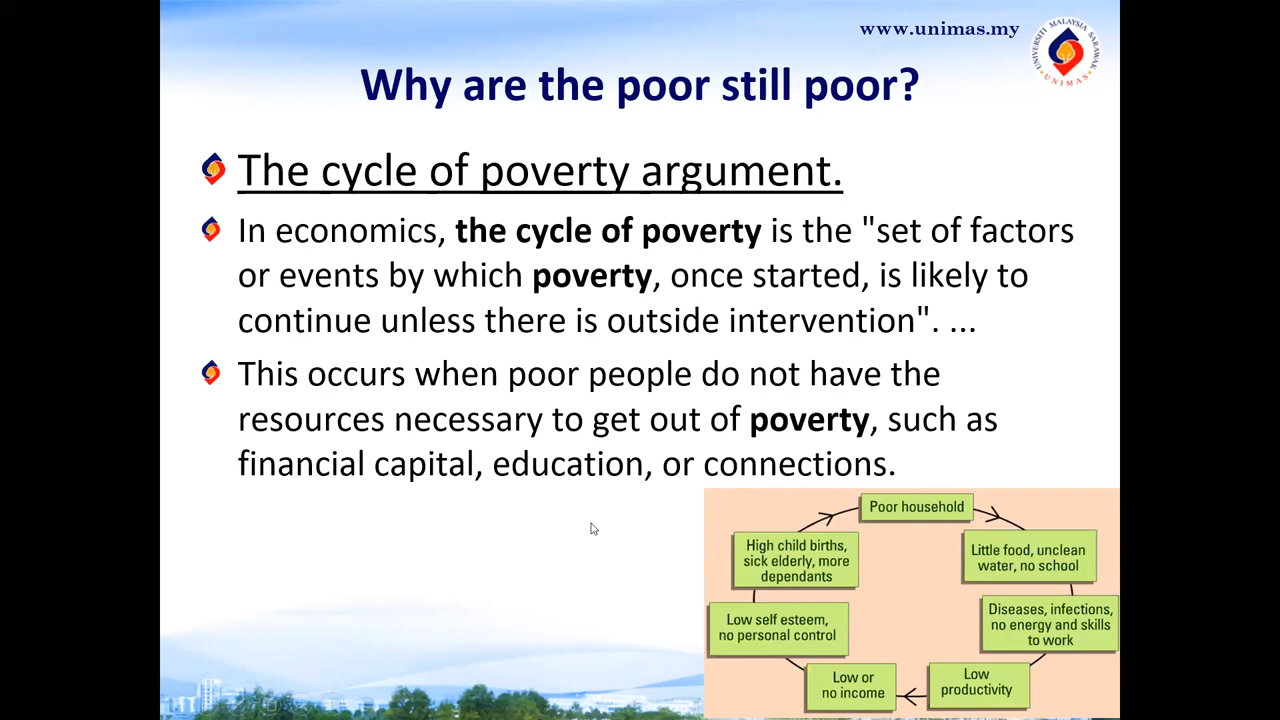 www.unimas.my
UNIVERSITI MALAYSIA SARAWAK
UNIMAS
Why are the poor still poor?
The cycle of poverty argument.
In economics, the cycle of poverty is the "set of factors
or events by which poverty, once started, is likely to
continue unless there is outside intervention". ...
This occurs when poor people do not have the
resources necessary to get out of poverty, such as
financial capital, education, or connections.
Poor household
Little food, unclean
water, no school
Diseases, infections,
no energy and skills
to work
Low
productivity
Low or
no income
Low self esteem,
no personal control
High child births,
sick elderly, more
dependants